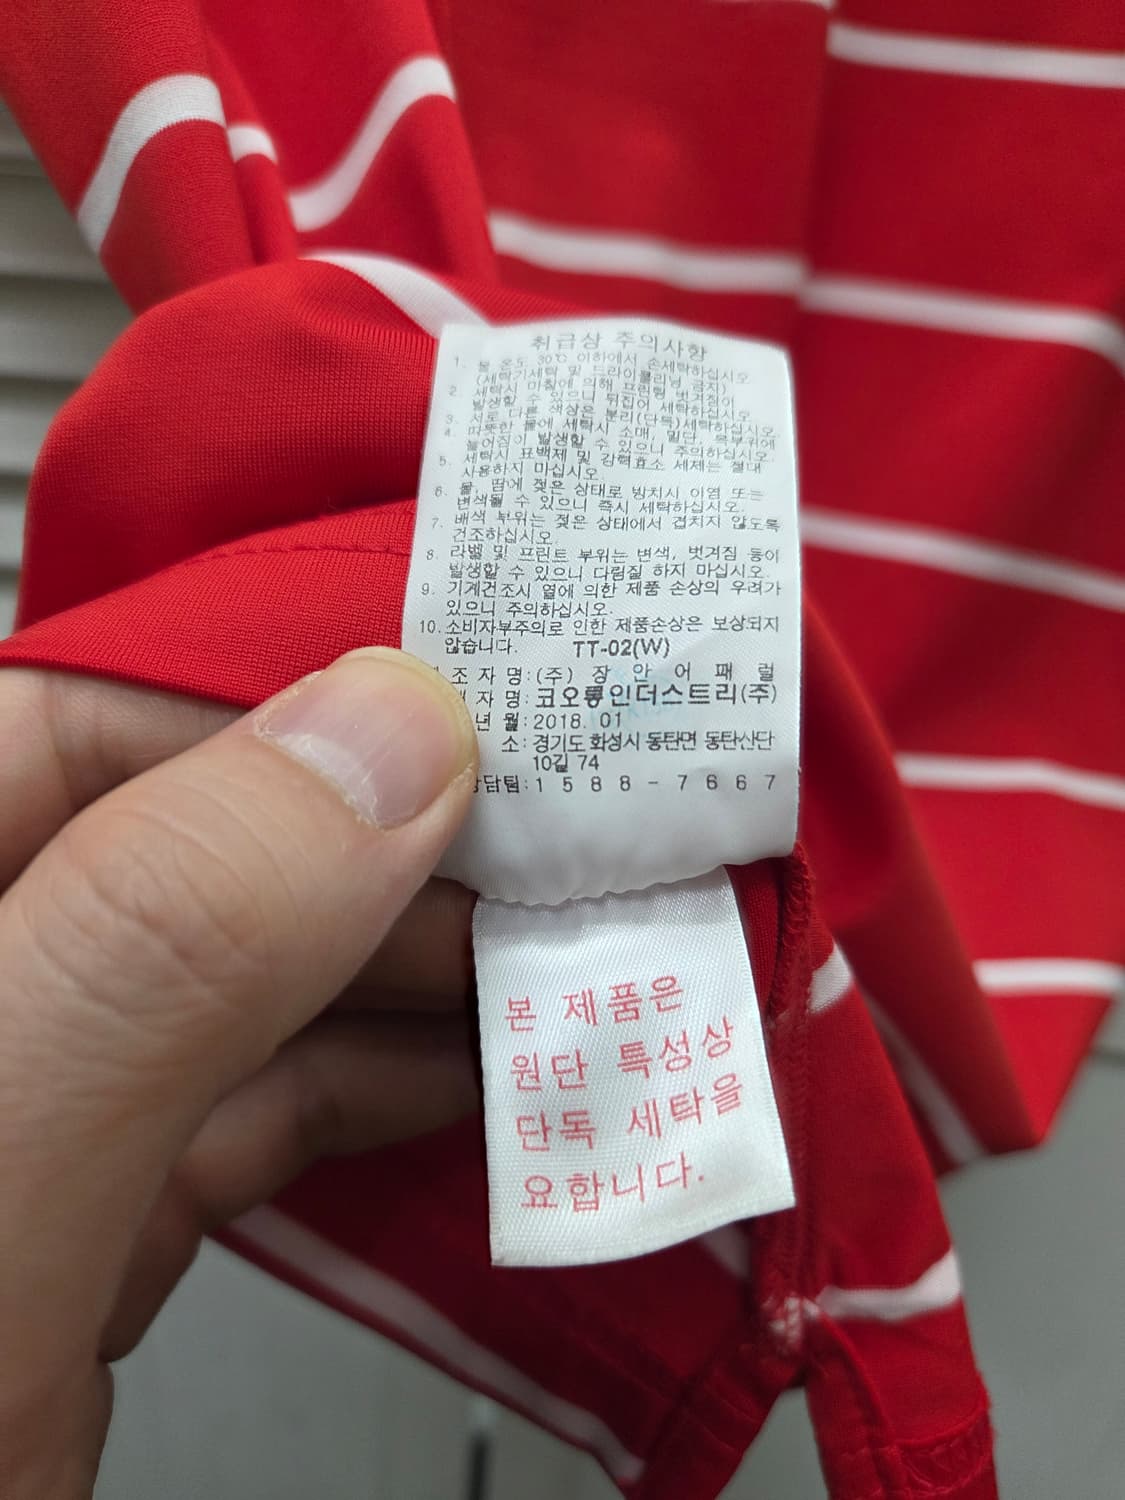 취급상 주의사항
1. 물 온도 30℃ 이하에서 손세탁하십시오.
(세탁기세탁 및 드라이클리닝 금지)
2. 세탁시 마찰에 의해 프린팅 벗겨짐이
발생할 수 있으니 뒤집어 세탁하십시오.
3. 서로 다른 색상은 분리(단독)세탁하십시오.
4. 따뜻한 물에 세탁시 소매, 밑단, 목부위에
늘어짐이 발생할 수 있으니 주의하십시오.
5. 세탁시 표백제 및 강력효소 세제는 절대
사용하지 마십시오.
6. 물, 땀에 젖은 상태로 방치시 이염 또는
변색될 수 있으니 즉시 세탁하십시오.
7. 배색 부위는 젖은 상태에서 겹치지 않도록
건조하십시오.
8. 라벨 및 프린트 부위는 변색, 벗겨짐 등이
발생할 수 있으니 다림질 하지 마십시오.
9. 기계건조시 열에 의한 제품 손상의 우려가
있으니 주의하십시오.
10. 소비자부주의로 인한 제품손상은 보상되지
않습니다. TT-02(W)
조자명:(주) 장 안 어 패 럴
자명: 코오롱인더스트리(주)
년 월: 2018. 01
소: 경기도 화성시 동탄면 동탄산단
10길 74
상담팀: 1 5 8 8 - 7 6 6 7
본 제품은
원단 특성상
단독 세탁을
요합니다.